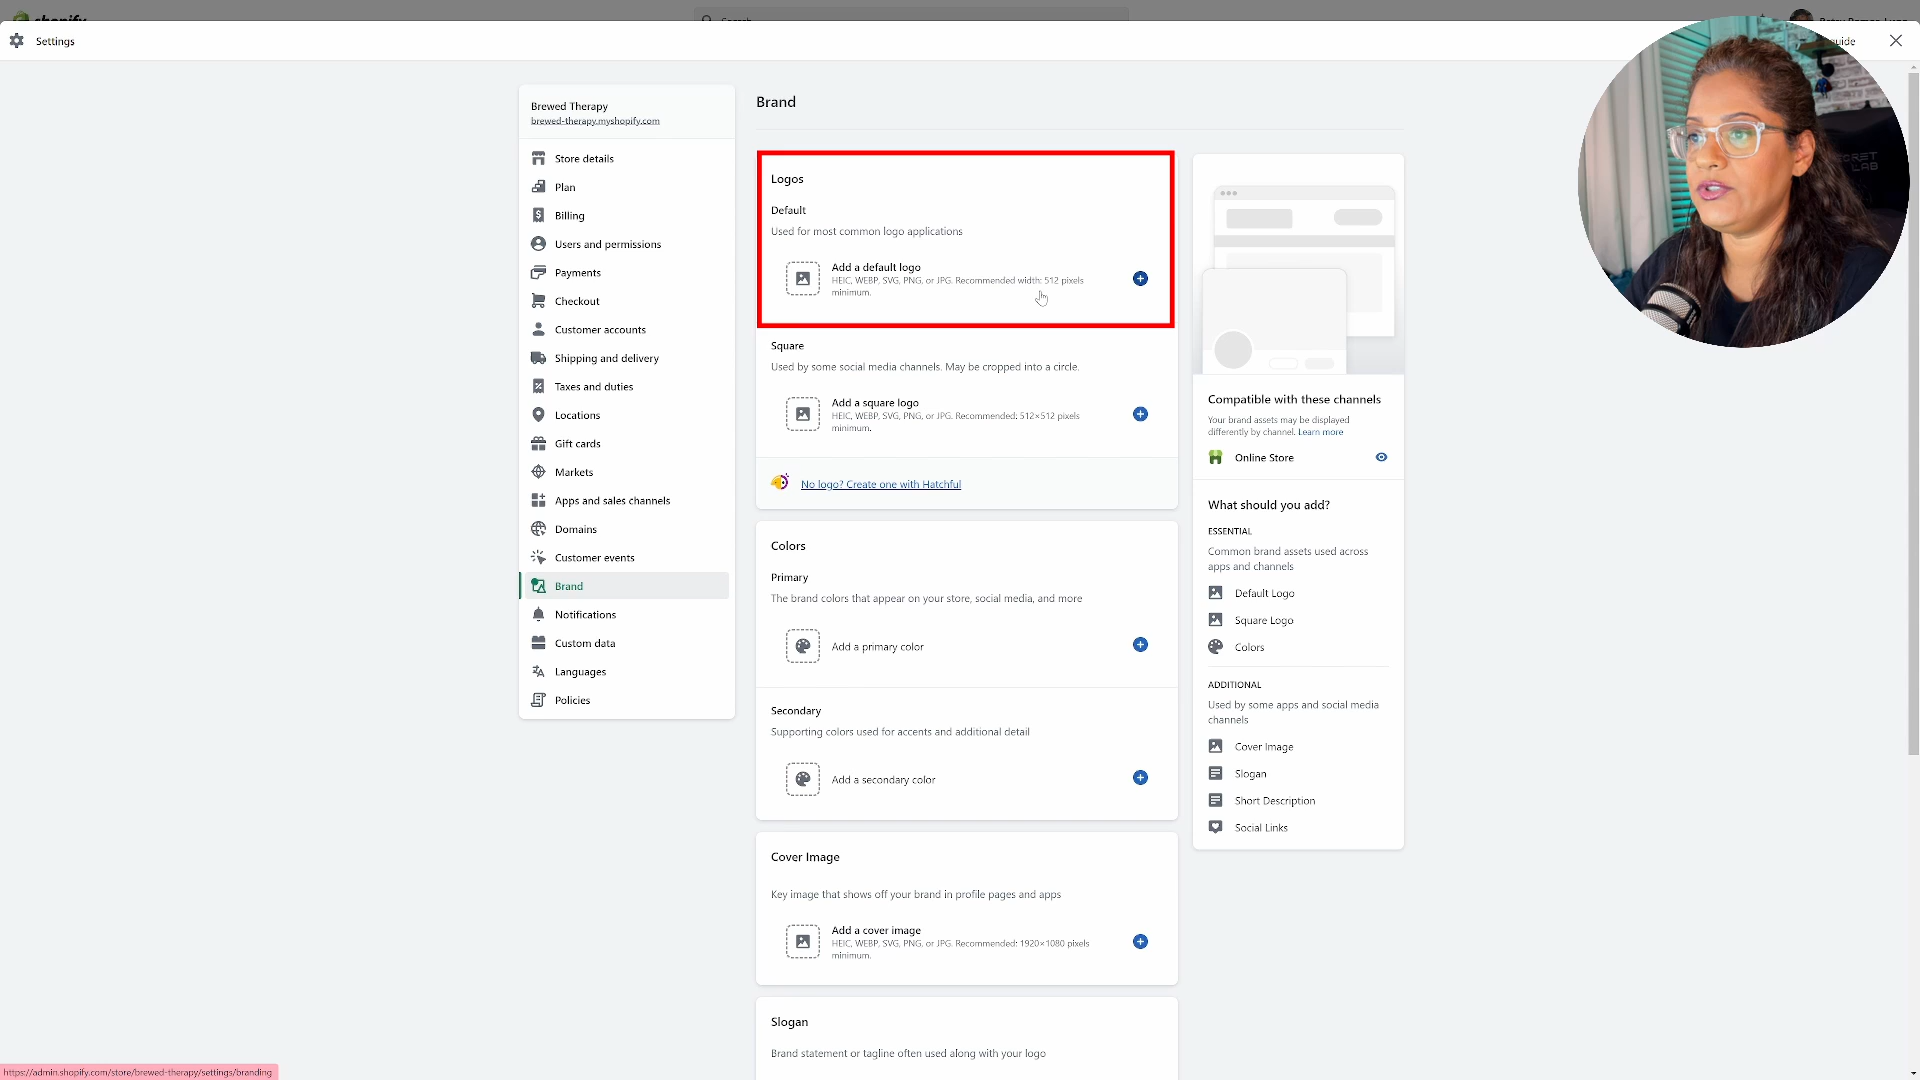 shopify
Search
Settings
uide
Brewed Therapy
brewed-therapy.myshopify.com
Store details
Plan
Billing
Users and permissions
Payments
Checkout
Customer accounts
Shipping and delivery
Taxes and duties
Locations
Gift cards
Markets
Apps and sales channels
Domains
Customer events
Brand
Notifications
Custom data
Languages
Policies
Brand
Logos
Default
Used for most common logo applications
Add a default logo
HEIC, WEBP, SVG, PNG, or JPG. Recommended width: 512 pixels
minimum.
Square
Used by some social media channels. May be cropped into a circle.
Add a square logo
HEIC, WEBP, SVG, PNG, or JPG. Recommended: 512×512 pixels
minimum.
No logo? Create one with Hatchful
Colors
Primary
The brand colors that appear on your store, social media, and more
Add a primary color
Secondary
Supporting colors used for accents and additional detail
Add a secondary color
Cover Image
Key image that shows off your brand in profile pages and apps
Add a cover image
HEIC, WEBP, SVG, PNG, or JPG. Recommended: 1920×1080 pixels
minimum.
Slogan
Brand statement or tagline often used along with your logo
Compatible with these channels
Your brand assets may be displayed
differently by channel. Learn more
Online Store
What should you add?
ESSENTIAL
Common brand assets used across
apps and channels
Default Logo
Square Logo
Colors
ADDITIONAL
Used by some apps and social media
channels
Cover Image
Slogan
Short Description
Social Links
https://admin.shopify.com/store/brewed-therapy/settings/branding